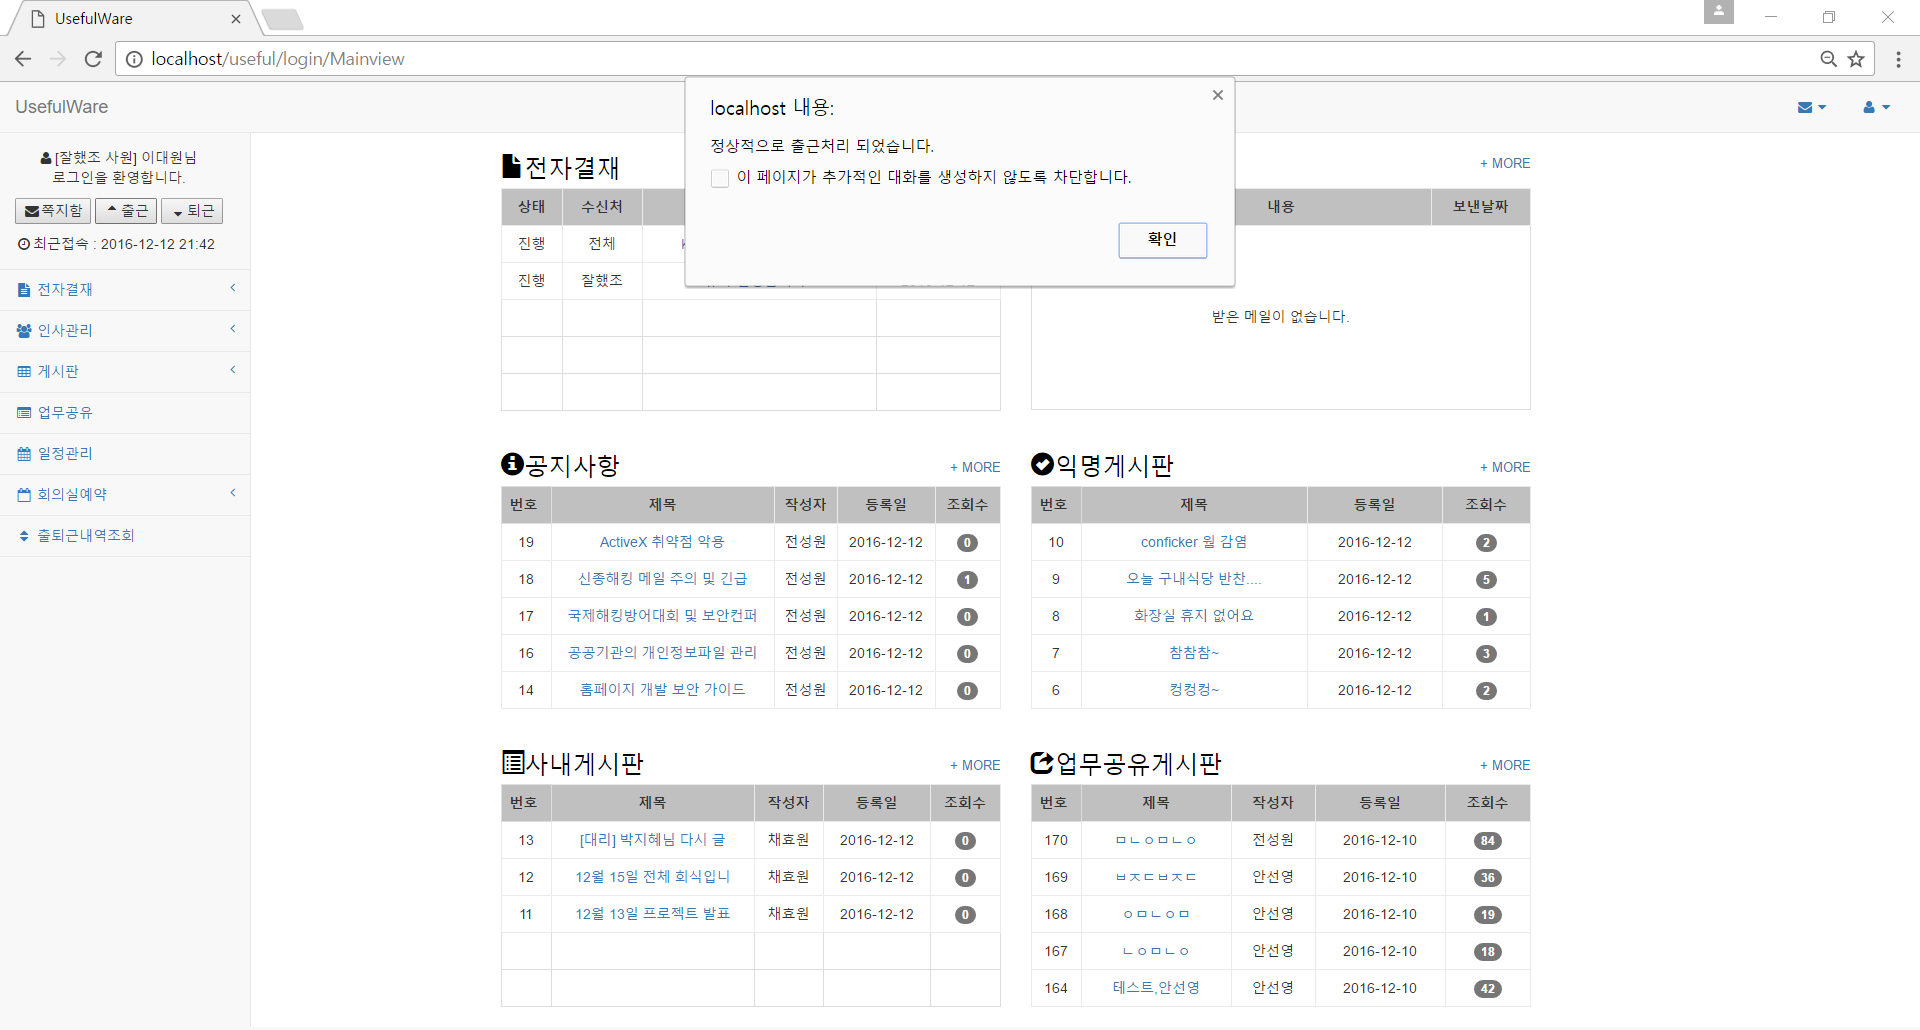 UsefulWare
localhost/useful/login/Mainview
UsefulWare
localhost 내용:
정상적으로 출근처리 되었습니다.
이 페이지가 추가적인 대화를 생성하지 않도록 차단합니다.
확인
[잘했조 사원] 이대원님
로그인을 환영합니다.
쪽지함 출근 퇴근
최근접속 : 2016-12-12 21:42
전자결재
인사관리
게시판
업무공유
일정관리
회의실예약
출퇴근내역조회
전자결재
상태 수신처
진행 전체
진행 잘했조
+ MORE
내용 보낸날짜
받은 메일이 없습니다.
공지사항 + MORE
번호 제목 작성자 등록일 조회수
19 ActiveX 취약점 악용 전성원 2016-12-12 0
18 신종해킹 메일 주의 및 긴급 전성원 2016-12-12 1
17 국제해킹방어대회 및 보안컨퍼 전성원 2016-12-12 0
16 공공기관의 개인정보파일 관리 전성원 2016-12-12 0
14 홈페이지 개발 보안 가이드 전성원 2016-12-12 0
익명게시판 + MORE
번호 제목 등록일 조회수
10 conficker 웜 감염 2016-12-12 2
9 오늘 구내식당 반찬.... 2016-12-12 5
8 화장실 휴지 없어요 2016-12-12 1
7 참참참~ 2016-12-12 3
6 컹컹컹~ 2016-12-12 2
사내게시판 + MORE
번호 제목 작성자 등록일 조회수
13 [대리] 박지혜님 다시 글 채효원 2016-12-12 0
12 12월 15일 전체 회식입니 채효원 2016-12-12 0
11 12월 13일 프로젝트 발표 채효원 2016-12-12 0
업무공유게시판 + MORE
번호 제목 작성자 등록일 조회수
170 ㅁㄴㅇㅁㄴㅇ 전성원 2016-12-10 84
169 ㅂㅈㄷㅂㅈㄷ 안선영 2016-12-10 36
168 ㅇㅁㄴㅇㅁ 안선영 2016-12-10 19
167 ㄴㅇㅁㄴㅇ 안선영 2016-12-10 18
164 테스트,안선영 안선영 2016-12-10 42